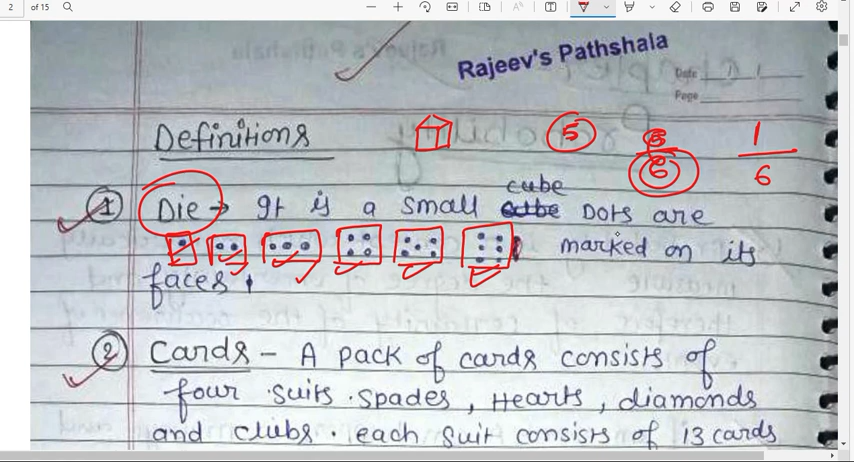 2 of 15
Rajeev's Pathshala
Date
Page
Definitions
5
5
6
1
6
① Die → It is a small cube Dots are
marked on its
faces.
② Cards - A pack of cards consists of
four suits. spades, Hearts, diamonds
and clubs. each suit consists of 13 cards